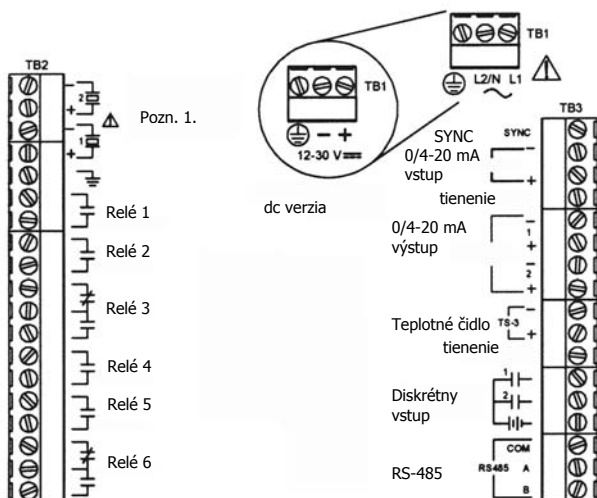 TB2
-
2
+
-
1
+
Pozn. 1.
Relé 1
Relé 2
Relé 3
Relé 4
Relé 5
Relé 6
TB1
- +
12-30 V
dc verzia
TB1
L2/N L1
TB3
SYNC
SYNC
0/4-20 mA
vstup
-
+
tienenie
0/4-20 mA
výstup
-
1
+
-
2
+
Teplotné čidlo
TS-3
-
+
tienenie
Diskrétny
vstup
1
2
RS-485
RS485
COM
A
B